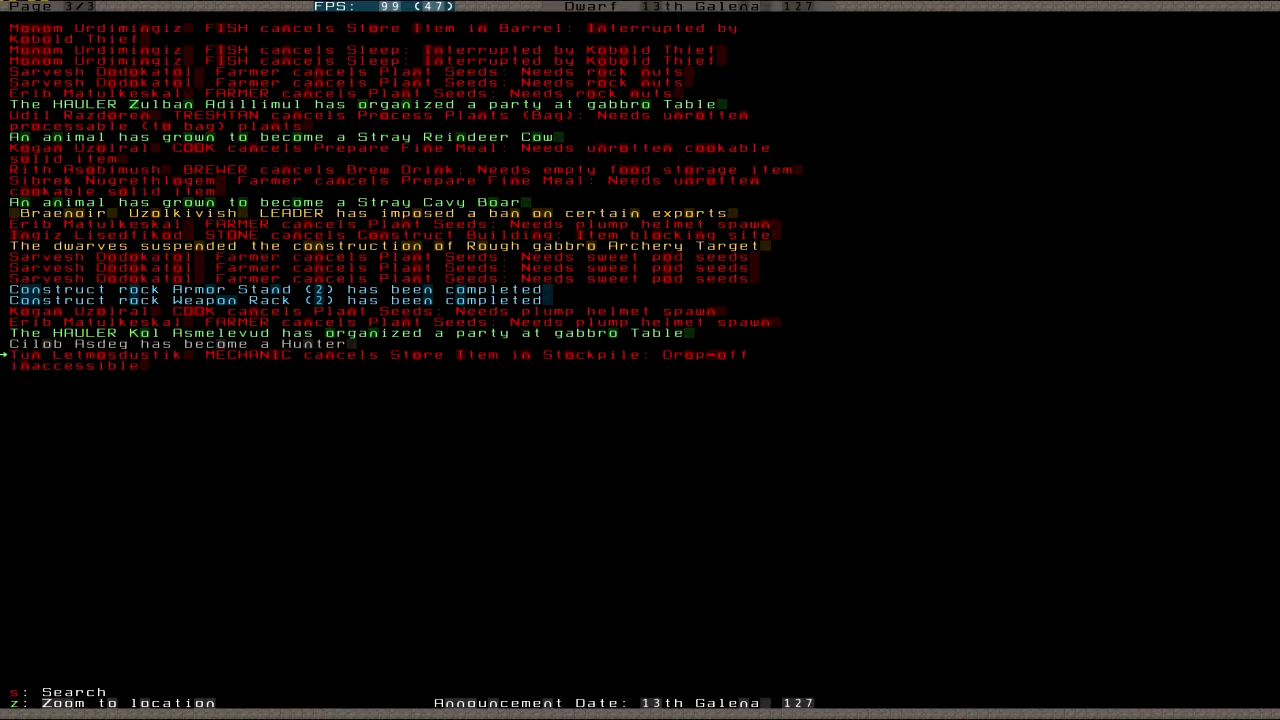 Page 3/3 FPS: 99 (47) Dwarf 13th Galena 127
Monom Urdimingiz FISH cancels Store Item in Barrel: Interrupted by
Kobold Thief
Monom Urdimingiz FISH cancels Sleep: Interrupted by Kobold Thief
Monom Urdimingiz FISH cancels Sleep: Interrupted by Kobold Thief
Sarvesh Dodokatol Farmer cancels Plant Seeds: Needs rock nuts
Sarvesh Dodokatol Farmer cancels Plant Seeds: Needs rock nuts
Erib Matulkeskal FARMER cancels Plant Seeds: Needs rock nuts
The HAULER Zulban Adillimul has organized a party at gabbro Table
Udil Razdoren TRESHTAN cancels Process Plants (Bag): Needs unrotten
processable (to bag) plants
An animal has grown to become a Stray Reindeer Cow
Kogan Uzolral COOK cancels Prepare Fine Meal: Needs unrotten cookable
solid item
Rith Asoblmush BREWER cancels Brew Drink: Needs empty food storage item
Sibrek Nugrethlogem Farmer cancels Prepare Fine Meal: Needs unrotten
cookable solid item
An animal has grown to become a Stray Cavy Boar
Braenoir Uzolkivish LEADER has imposed a ban on certain exports
Erib Matulkeskal FARMER cancels Plant Seeds: Needs plump helmet spawn
Ingiz Lisedfikod STONE cancels Construct Building: Item blocking site
The dwarves suspended the construction of Rough gabbro Archery Target
Sarvesh Dodokatol Farmer cancels Plant Seeds: Needs sweet pod seeds
Sarvesh Dodokatol Farmer cancels Plant Seeds: Needs sweet pod seeds
Sarvesh Dodokatol Farmer cancels Plant Seeds: Needs sweet pod seeds
Construct rock Armor Stand (2) has been completed
Construct rock Weapon Rack (2) has been completed
Kogan Uzolral COOK cancels Plant Seeds: Needs plump helmet spawn
Erib Matulkeskal FARMER cancels Plant Seeds: Needs plump helmet spawn
The HAULER Kol Asmelevud has organized a party at gabbro Table
Cilob Asdeg has become a Hunter
Tun Letmosdustik MECHANIC cancels Store Item in Stockpile: Drop-off
inaccessible
s: Search
z: Zoom to location Announcement Date: 13th Galena 127